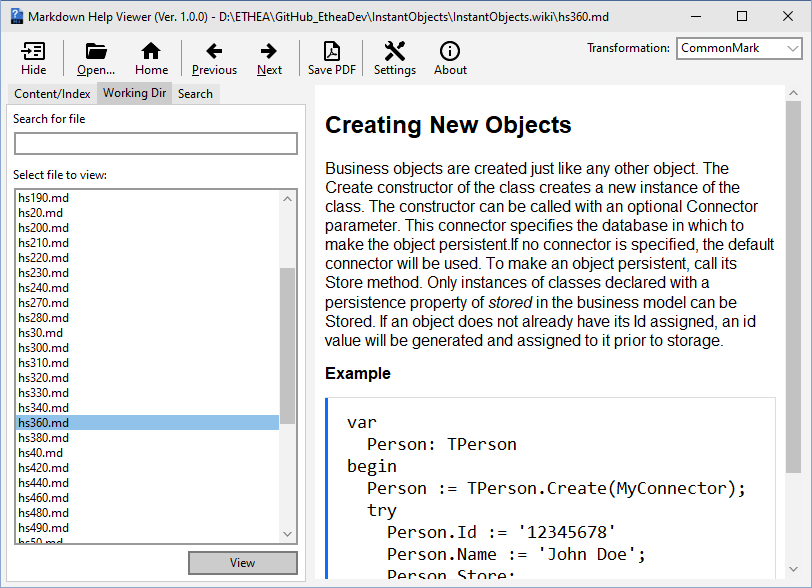 Markdown Help Viewer (Ver. 1.0.0) - D:\ETHEA\GitHub_EtheaDev\InstantObjects\InstantObjects.wiki\hs360.md
Hide
Open...
Home
Previous
Next
Save PDF
Settings
About
Transformation:
CommonMark
Content/Index
Working Dir
Search
Search for file
Select file to view:
hs190.md
hs20.md
hs200.md
hs210.md
hs220.md
hs230.md
hs240.md
hs270.md
hs280.md
hs30.md
hs300.md
hs310.md
hs320.md
hs330.md
hs340.md
hs360.md
hs380.md
hs40.md
hs420.md
hs440.md
hs460.md
hs480.md
hs490.md
hs50.md
View
Creating New Objects
Business objects are created just like any other object. The
Create constructor of the class creates a new instance of the
class. The constructor can be called with an optional Connector
parameter. This connector specifies the database in which to
make the object persistent.If no connector is specified, the default
connector will be used. To make an object persistent, call its
Store method. Only instances of classes declared with a
persistence property of stored in the business model can be
Stored. If an object does not already have its Id assigned, an id
value will be generated and assigned to it prior to storage.
Example
var
  Person: TPerson
begin
  Person := TPerson.Create(MyConnector);
  try
    Person.Id := '12345678'
    Person.Name := 'John Doe';
    Person.Store;